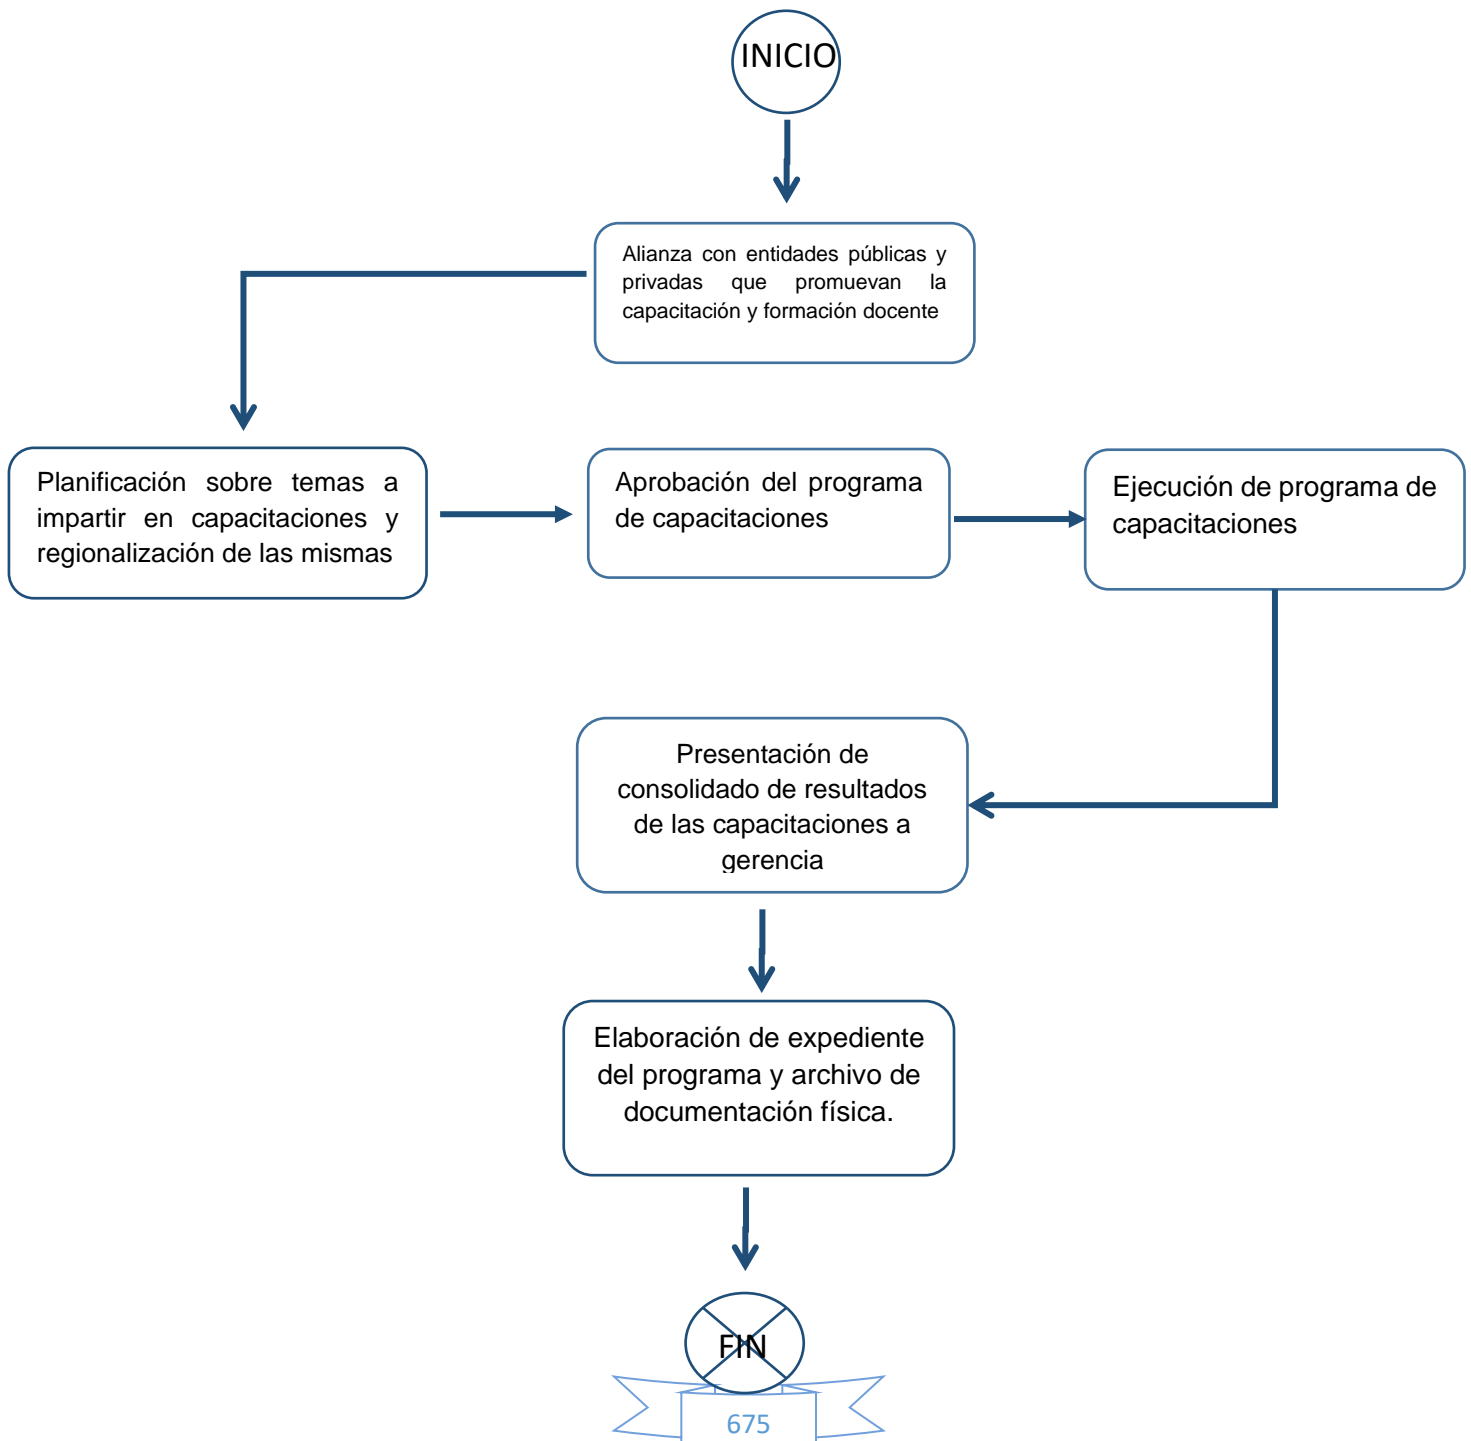 INICIO
Alianza con entidades públicas y
privadas que promuevan la
capacitación y formación docente
Planificación sobre temas a
impartir en capacitaciones y
regionalización de las mismas
Aprobación del programa
de capacitaciones
Ejecución de programa de
capacitaciones
Presentación de
consolidado de resultados
de las capacitaciones a
gerencia
Elaboración de expediente
del programa y archivo de
documentación física.
FIN
675